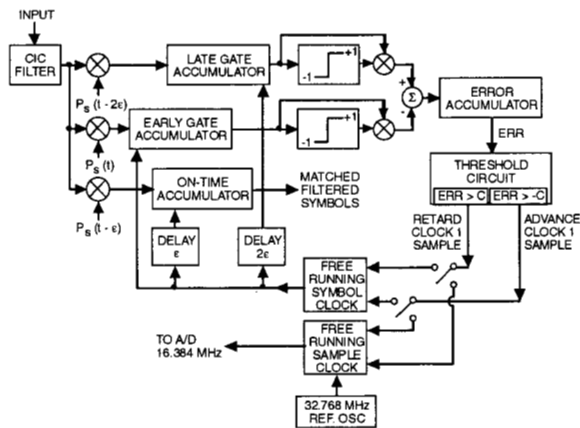 INPUT
CIC
FILTER
LATE GATE
ACCUMULATOR
+1
-1
+
Σ
-
ERROR
ACCUMULATOR
P_S (t - 2ε)
EARLY GATE
ACCUMULATOR
+1
-1
ERR
P_S (t)
ON-TIME
ACCUMULATOR
MATCHED
FILTERED
SYMBOLS
THRESHOLD
CIRCUIT
ERR > C
ERR > -C
P_S (t - ε)
DELAY
ε
DELAY
2ε
RETARD
CLOCK 1
SAMPLE
ADVANCE
CLOCK 1
SAMPLE
FREE
RUNNING
SYMBOL
CLOCK
TO A/D
16.384 MHz
FREE
RUNNING
SAMPLE
CLOCK
32.768 MHz
REF. OSC